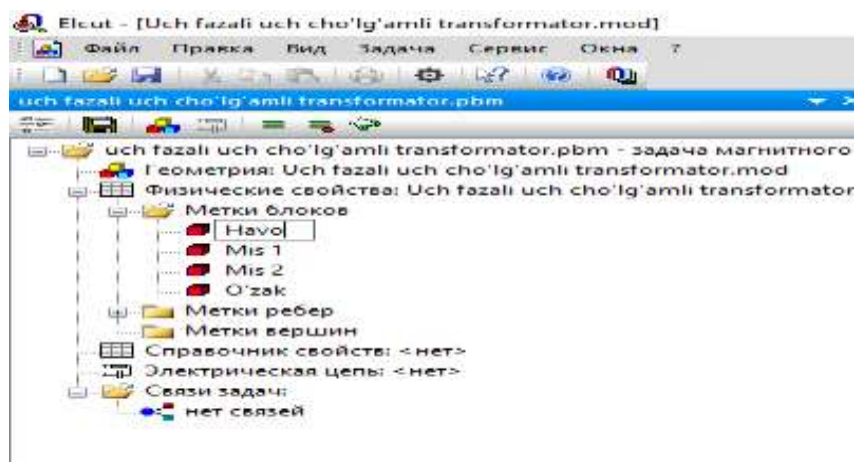 Elcut - [Uch fazali uch cho'lg'amli transformator.mod]
Файл Правка Вид Задача Сервис Окна ?
uch fazali uch cho'lg'amli transformator.pbm
uch fazali uch cho'lg'amli transformator.pbm - задача магнитного
Геометрия: Uch fazali uch cho'lg'amli transformator.mod
Физические свойства: Uch fazali uch cho'lg'amli transformator
Метки блоков
Havo
Mis 1
Mis 2
O'zak
Метки ребер
Метки вершин
Справочник свойств: <нет>
Электрическая цепь: <нет>
Связи задач:
нет связей